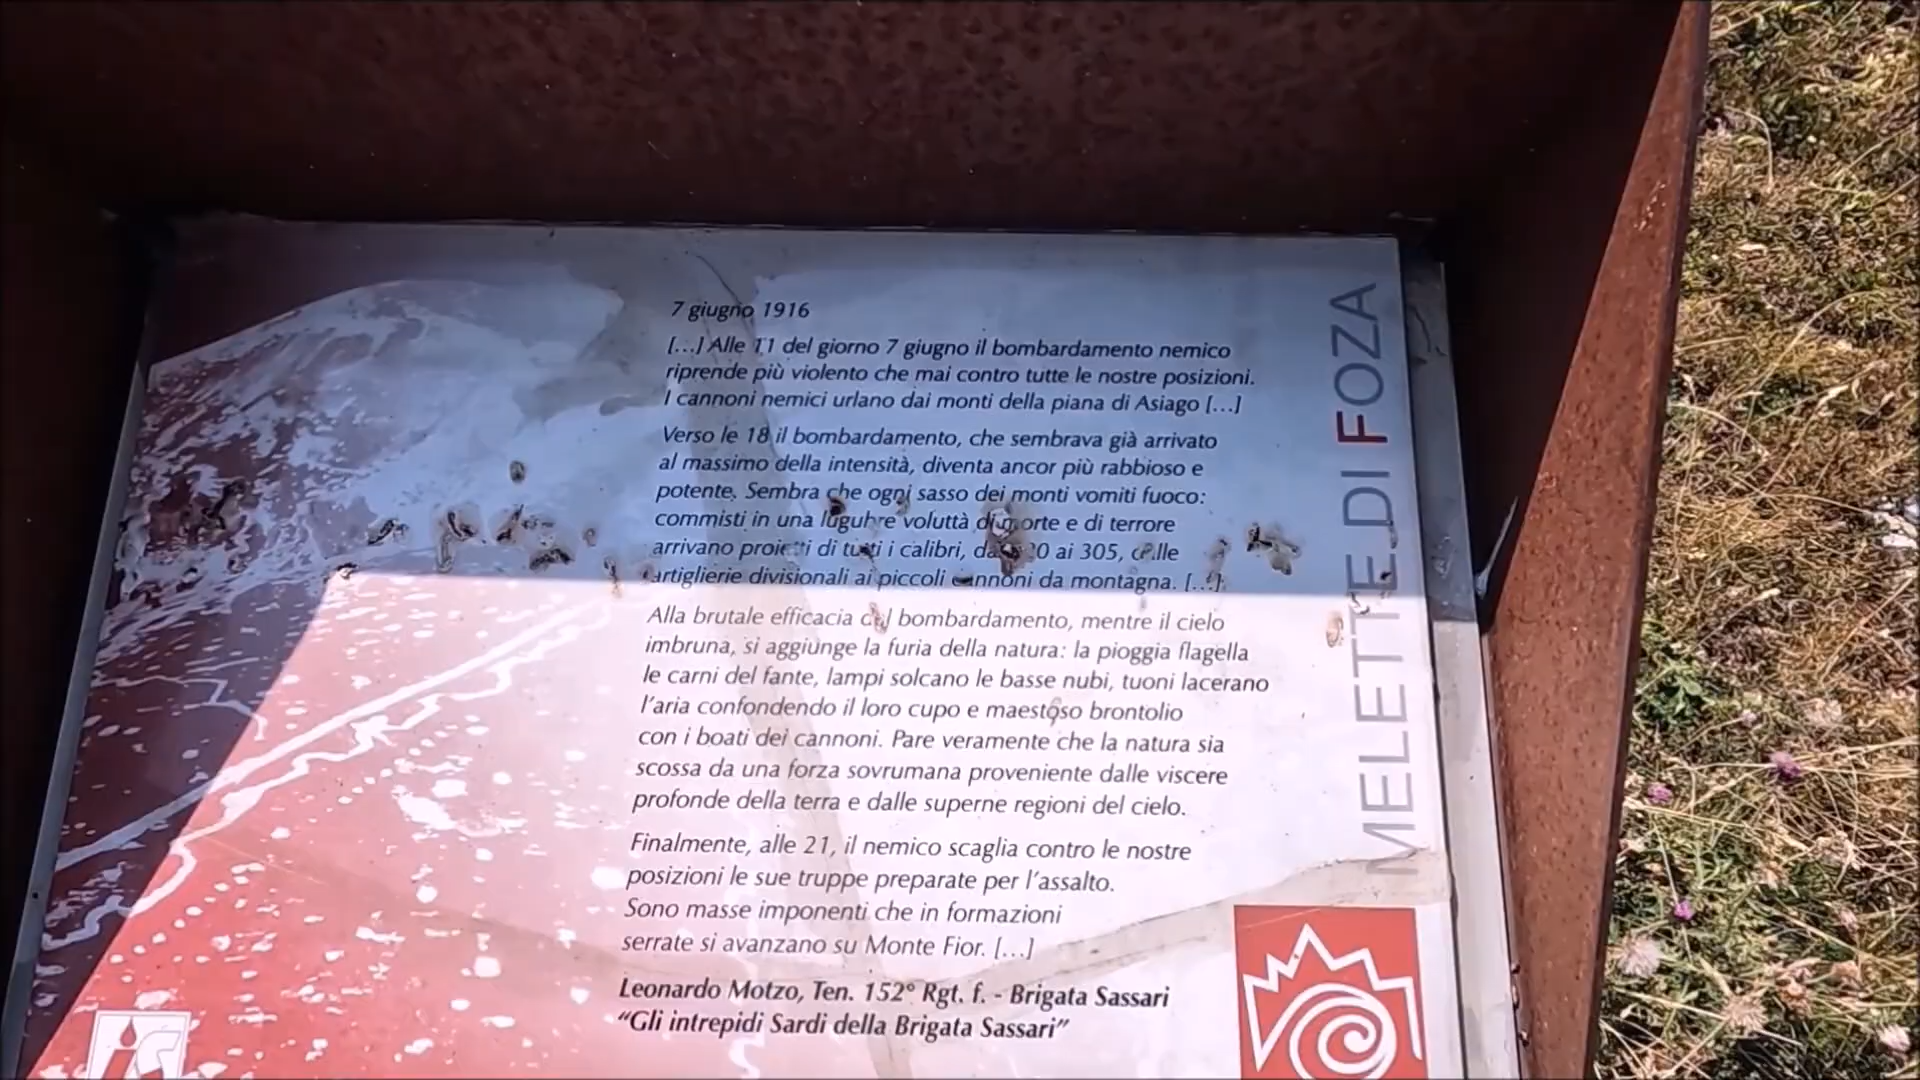 7 giugno 1916
[...] Alle 11 del giorno 7 giugno il bombardamento nemico
riprende più violento che mai contro tutte le nostre posizioni.
I cannoni nemici urlano dai monti della piana di Asiago [...]
Verso le 18 il bombardamento, che sembrava già arrivato
al massimo della intensità, diventa ancor più rabbioso e
potente. Sembra che ogni sasso dei monti vomiti fuoco:
commisti in una lugubre voluttà di morte e di terrore
arrivano proietti di tutti i calibri, ai 305, dalle
artiglierie divisionali ai piccoli cannoni da montagna. [...]
Alla brutale efficacia del bombardamento, mentre il cielo
imbruna, si aggiunge la furia della natura: la pioggia flagella
le carni del fante, lampi solcano le basse nubi, tuoni lacerano
l'aria confondendo il loro cupo e maestoso brontolio
con i boati dei cannoni. Pare veramente che la natura sia
scossa da una forza sovrumana proveniente dalle viscere
profonde della terra e dalle superne regioni del cielo.
Finalmente, alle 21, il nemico scaglia contro le nostre
posizioni le sue truppe preparate per l'assalto.
Sono masse imponenti che in formazioni
serrate si avanzano su Monte Fior. [...]
Leonardo Motzo, Ten. 152° Rgt. f. - Brigata Sassari
"Gli intrepidi Sardi della Brigata Sassari"
MELETTE DI FOZA